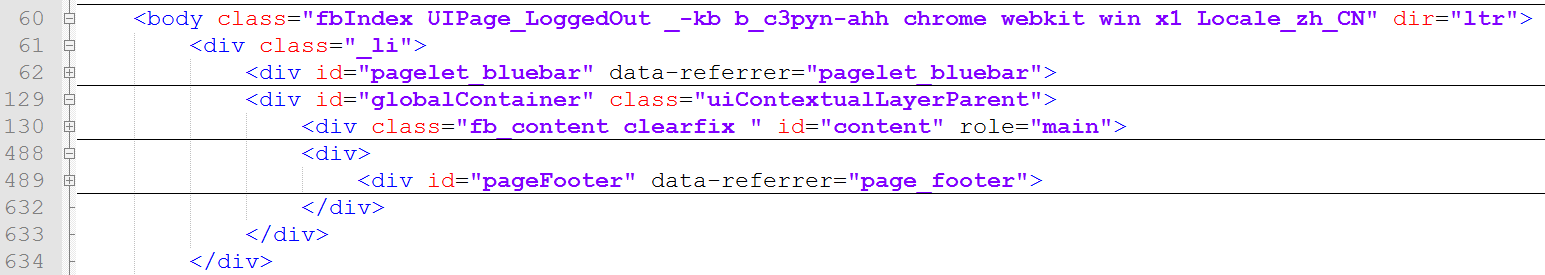 60 <body class="fbIndex UIPage_LoggedOut _-kb b_c3pyn-ahh chrome webkit win x1 Locale_zh_CN" dir="ltr">
61 <div class="_li">
62 <div id="pagelet_bluebar" data-referrer="pagelet_bluebar">
129 <div id="globalContainer" class="uiContextualLayerParent">
130 <div class="fb_content clearfix " id="content" role="main">
488 <div>
489 <div id="pageFooter" data-referrer="page_footer">
632 </div>
633 </div>
634 </div>